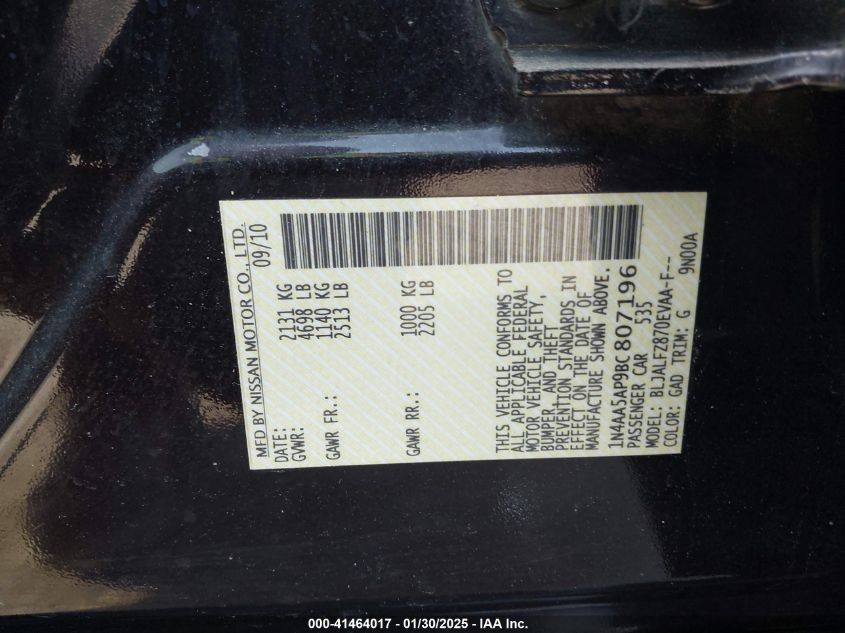 MFD BY NISSAN MOTOR CO., LTD.
DATE: 09/10
GVWR: 2131 KG
4698 LB
GAWR FR.: 1140 KG
2513 LB
GAWR RR.: 1000 KG
2205 LB
THIS VEHICLE CONFORMS TO
ALL APPLICABLE FEDERAL
MOTOR VEHICLE SAFETY,
BUMPER, AND THEFT
PREVENTION STANDARDS IN
EFFECT ON THE DATE OF
MANUFACTURE SHOWN ABOVE.
1N4AA5AP9BC807196
PASSENGER CAR 535
MODEL: BLJALFZ870EVAA-F--
COLOR: GAD TRIM: G 9N00A
000-41464017 - 01/30/2025 - IAA Inc.